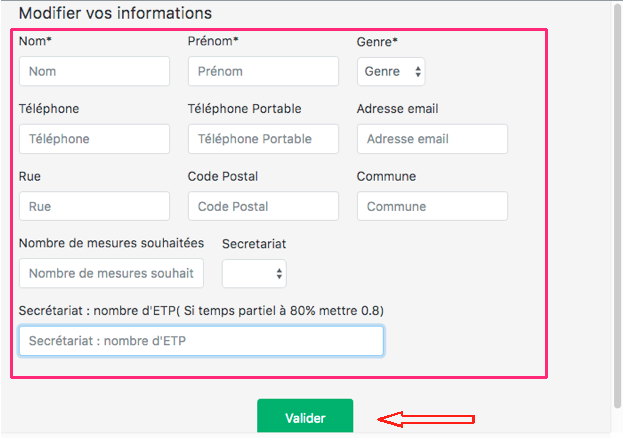 Modifier vos informations
Nom* Prénom* Genre*
Nom Prénom Genre
Téléphone Téléphone Portable Adresse email
Téléphone Téléphone Portable Adresse email
Rue Code Postal Commune
Rue Code Postal Commune
Nombre de mesures souhaitées Secretariat
Nombre de mesures souhait
Secrétariat : nombre d'ETP( Si temps partiel à 80% mettre 0.8)
Secrétariat : nombre d'ETP
Valider